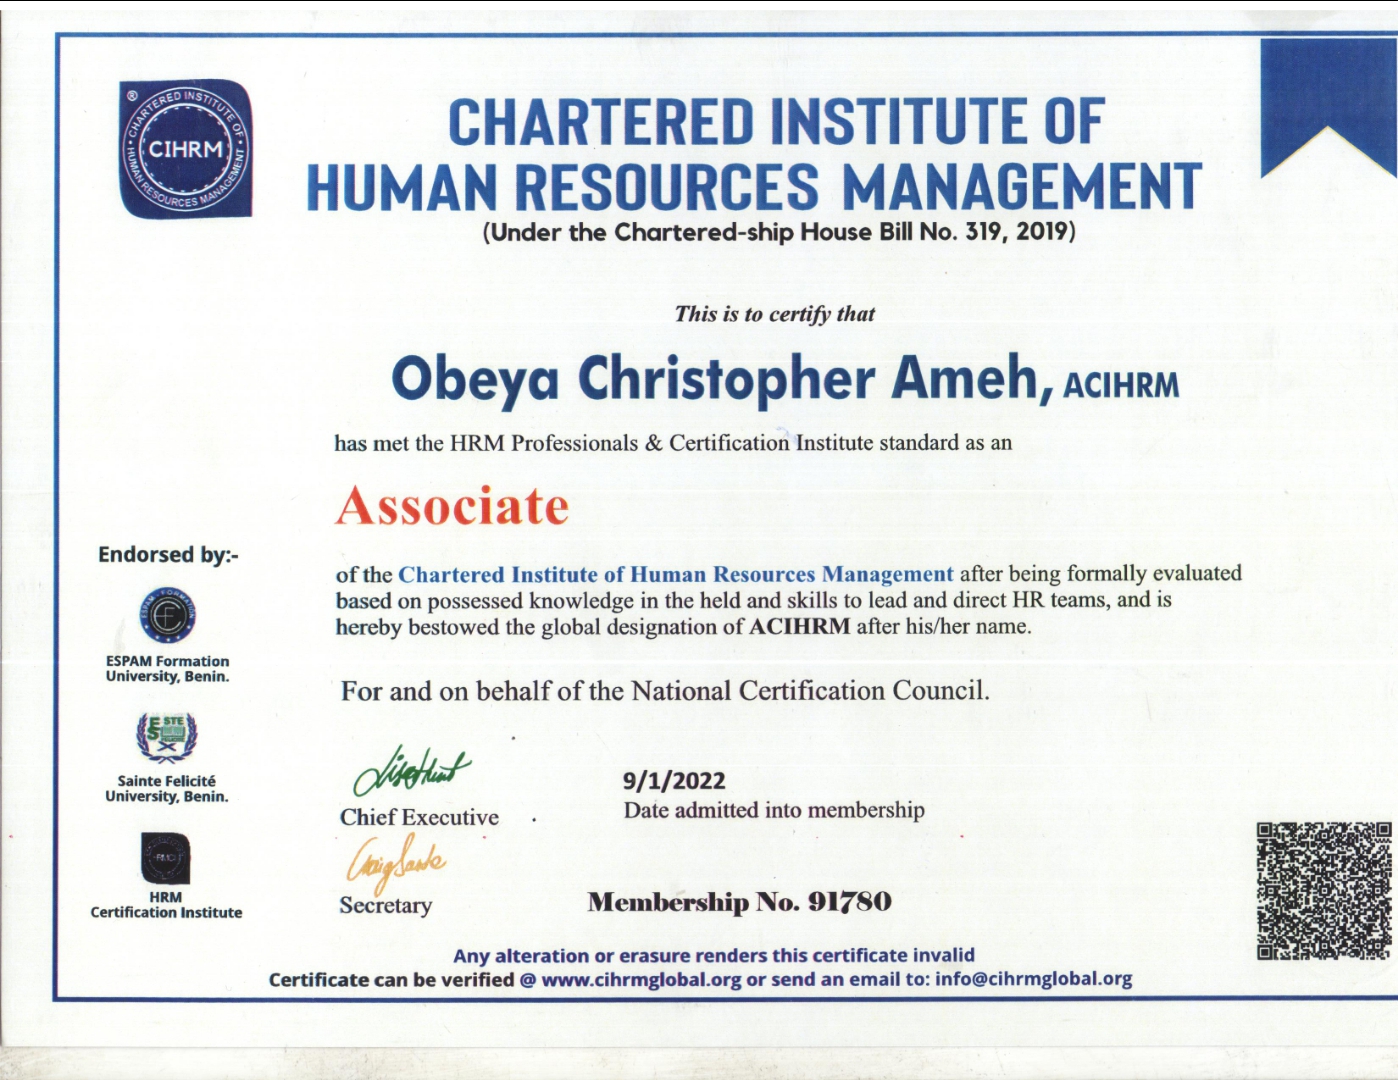 CHARTERED INSTITUTE OF
HUMAN RESOURCES MANAGEMENT
(Under the Chartered-ship House Bill No. 319, 2019)
® CHARTERED INSTITUTE OF
HUMAN RESOURCES MANAGEMENT
CIHRM
This is to certify that
Obeya Christopher Ameh, ACIHRM
has met the HRM Professionals & Certification Institute standard as an
Associate
of the Chartered Institute of Human Resources Management after being formally evaluated
based on possessed knowledge in the held and skills to lead and direct HR teams, and is
hereby bestowed the global designation of ACIHRM after his/her name.
For and on behalf of the National Certification Council.
Endorsed by:-
ESPAM - FORMATION
ESPAM Formation
University, Benin.
ESTE
Sainte Felicité
University, Benin.
HRM
Certification Institute
Chief Executive
Secretary
9/1/2022
Date admitted into membership
Membership No. 91780
Any alteration or erasure renders this certificate invalid
Certificate can be verified @ www.cihrmglobal.org or send an email to: info@cihrmglobal.org